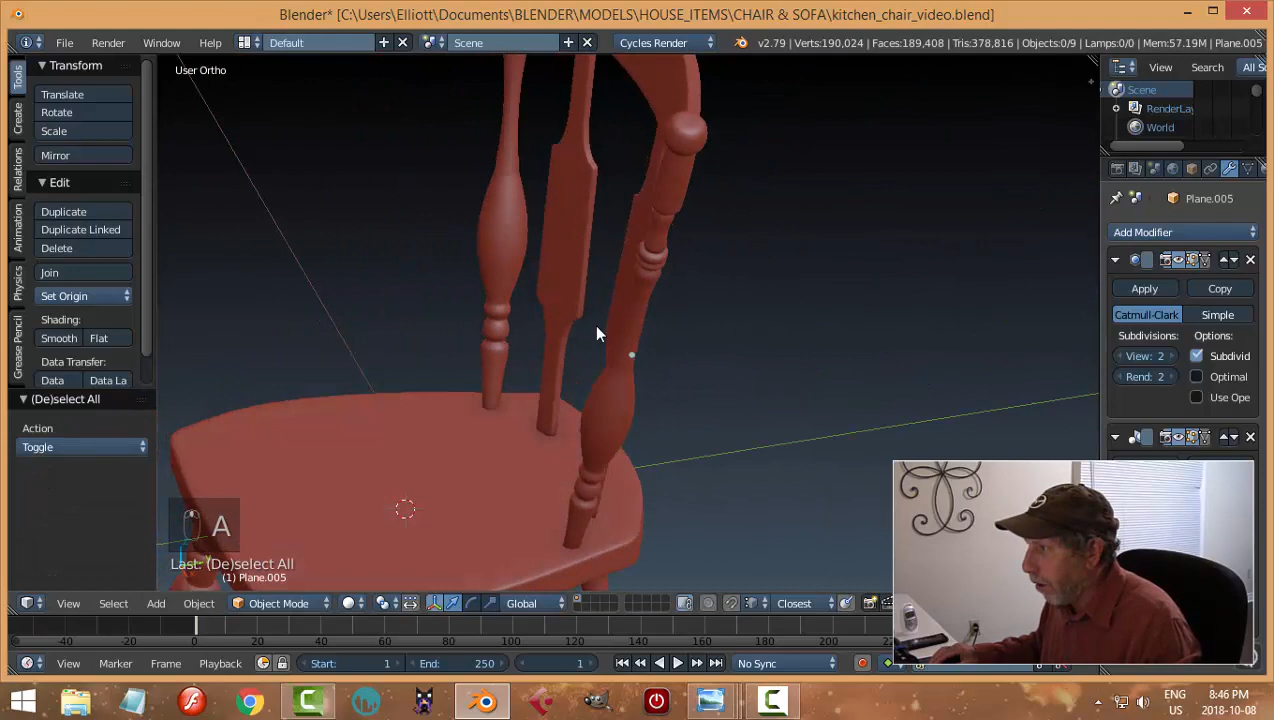 Blender* [C:\Users\Elliott\Documents\BLENDER\MODELS\HOUSE_ITEMS\CHAIR & SOFA\kitchen_chair_video.blend]
File Render Window Help Default Scene Cycles Render v2.79 | Verts:190,024 | Faces:189,408 | Tris:378,816 | Objects:0/9 | Lamps:0/0 | Mem:57.19M | Plane.005
Tools
Create
Relations
Animation
Physics
Grease Pencil
Transform
Translate
Rotate
Scale
Mirror
Edit
Duplicate
Duplicate Linked
Delete
Join
Set Origin
Shading:
Smooth Flat
Data Transfer:
Data Data La
(De)select All
Action
Toggle
User Ortho
A
Last: (De)select All
(1) Plane.005
View Search All S
Scene
RenderLay
World
Plane.005
Add Modifier
Apply Copy
Catmull-Clark Simple
Subdivisions: Options:
View: 2 Subdivid
Rend: 2 Optimal
Use Ope
View Select Add Object Object Mode Global Closest
-40 -20 0 20 40 60 80 100 120 140 160 180 200
View Marker Frame Playback Start: 1 End: 250 1 No Sync
ENG 8:46 PM
US 2018-10-08